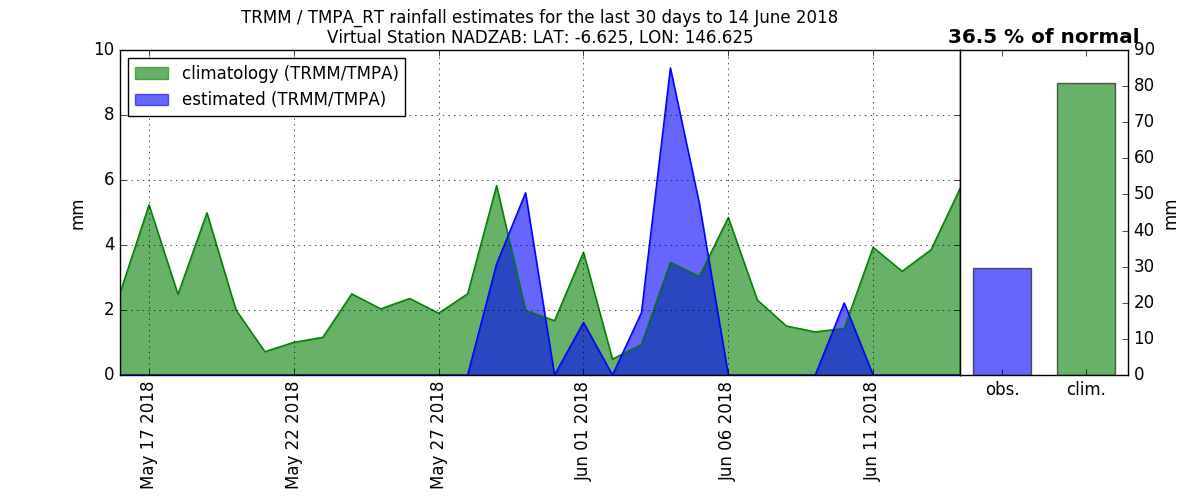 TRMM / TMPA_RT rainfall estimates for the last 30 days to 14 June 2018
Virtual Station NADZAB: LAT: -6.625, LON: 146.625
36.5 % of normal
climatology (TRMM/TMPA)
estimated (TRMM/TMPA)
10
8
6
4
2
0
mm
May 17 2018
May 22 2018
May 27 2018
Jun 01 2018
Jun 06 2018
Jun 11 2018
obs.
clim.
90
80
70
60
50
40
30
20
10
0
mm